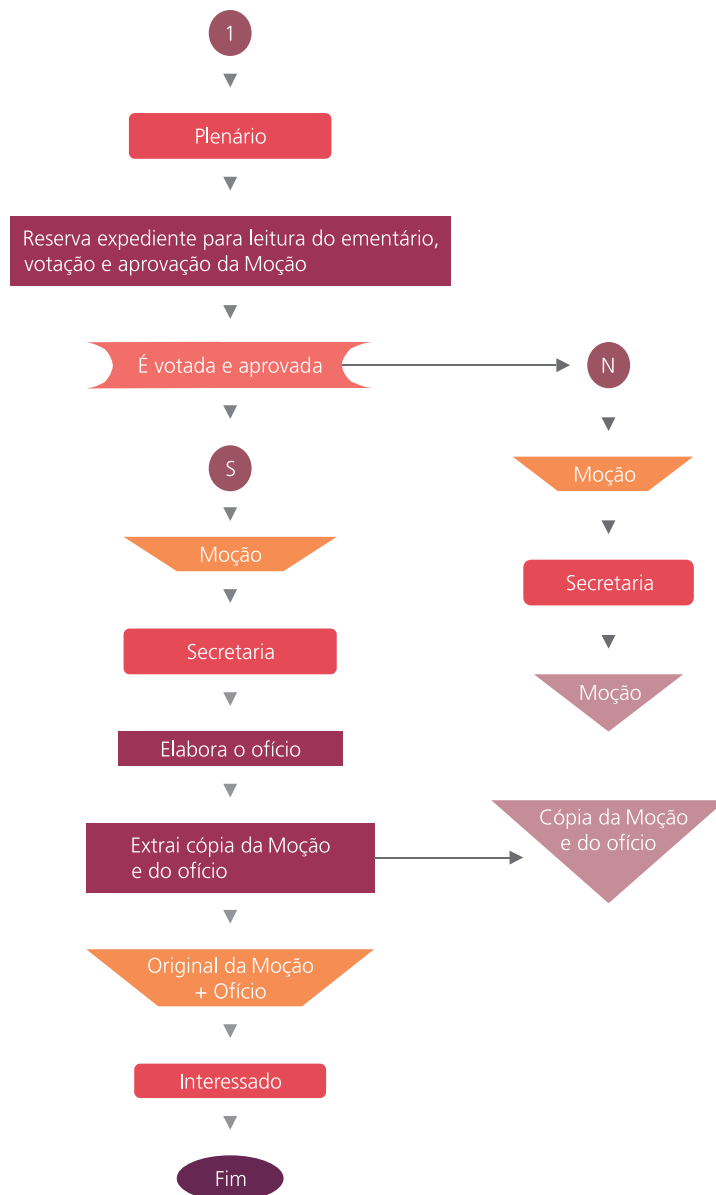 1
Plenário
Reserva expediente para leitura do ementário,
votação e aprovação da Moção
É votada e aprovada
N
S
Moção
Moção
Secretaria
Secretaria
Moção
Elabora o ofício
Extrai cópia da Moção
e do ofício
Cópia da Moção
e do ofício
Original da Moção
+ Ofício
Interessado
Fim